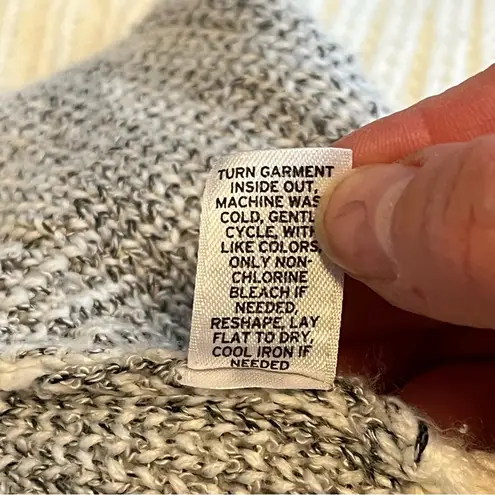 TURN GARMENT
INSIDE OUT,
MACHINE WAS
COLD, GENTL
CYCLE, WITH
LIKE COLORS,
ONLY NON-
CHLORINE
BLEACH IF
NEEDED,
RESHAPE, LAY
FLAT TO DRY,
COOL IRON IF
NEEDED